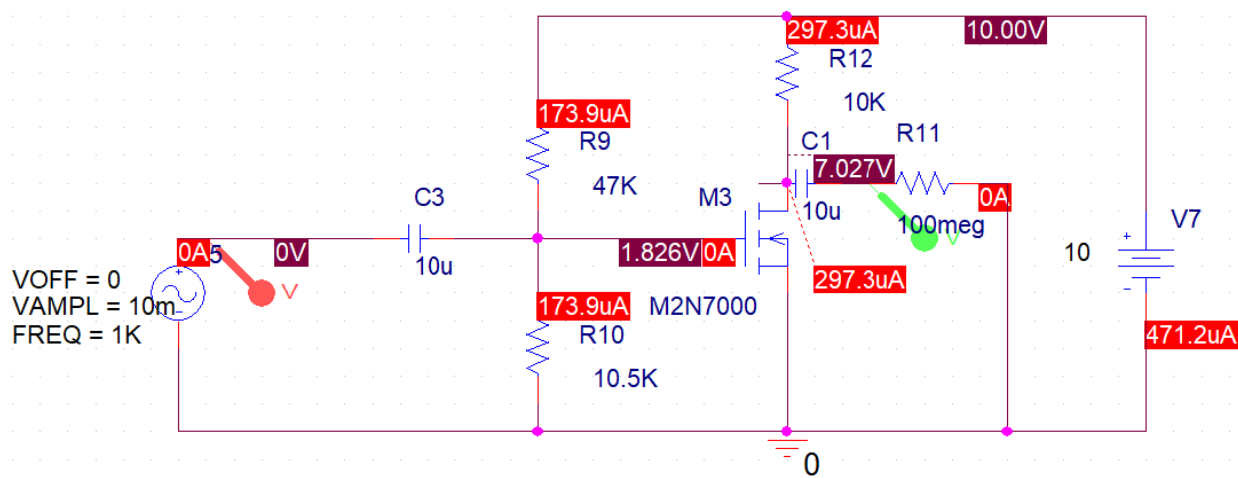 297.3uA
10.00V
R12
10K
173.9uA
R9
47K
C1
R11
7.027V
0A
10u
100meg
V
C3
10u
M3
1.826V
0A
297.3uA
M2N7000
V7
+
10
-
471.2uA
0A
5
0V
+
-
V
VOFF = 0
VAMPL = 10m
FREQ = 1K
173.9uA
R10
10.5K
0